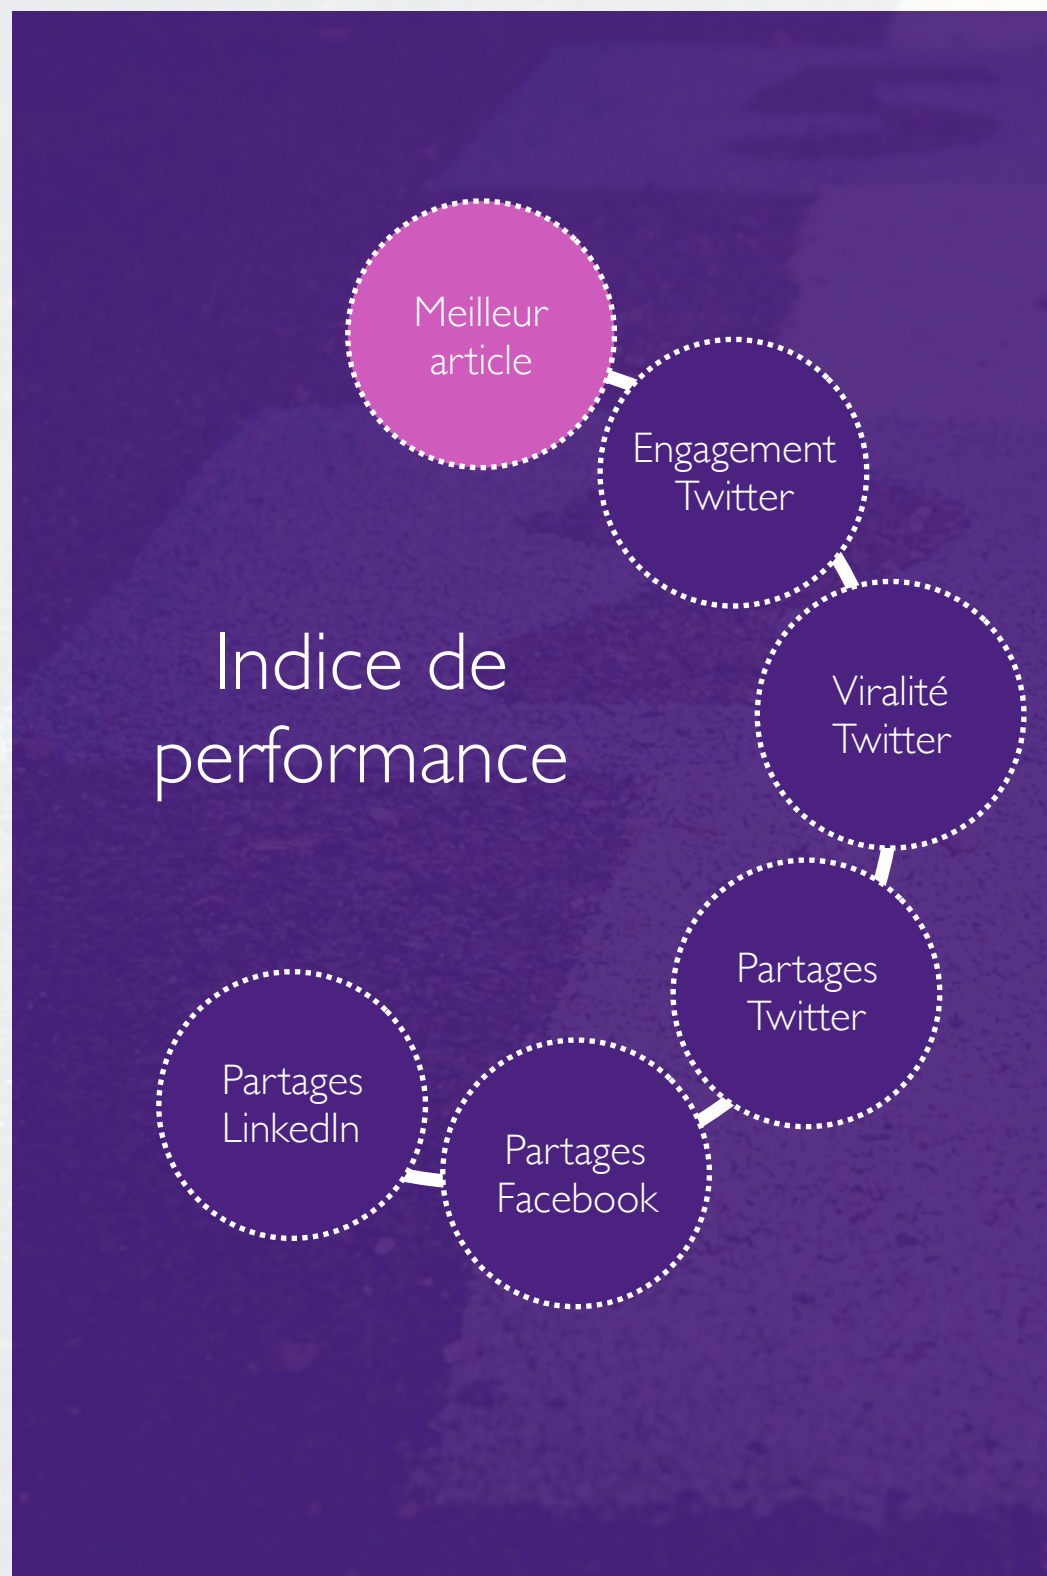 Meilleur
article
Engagement
Twitter
Viralité
Twitter
Indice de
performance
Partages
Twitter
Partages
LinkedIn
Partages
Facebook